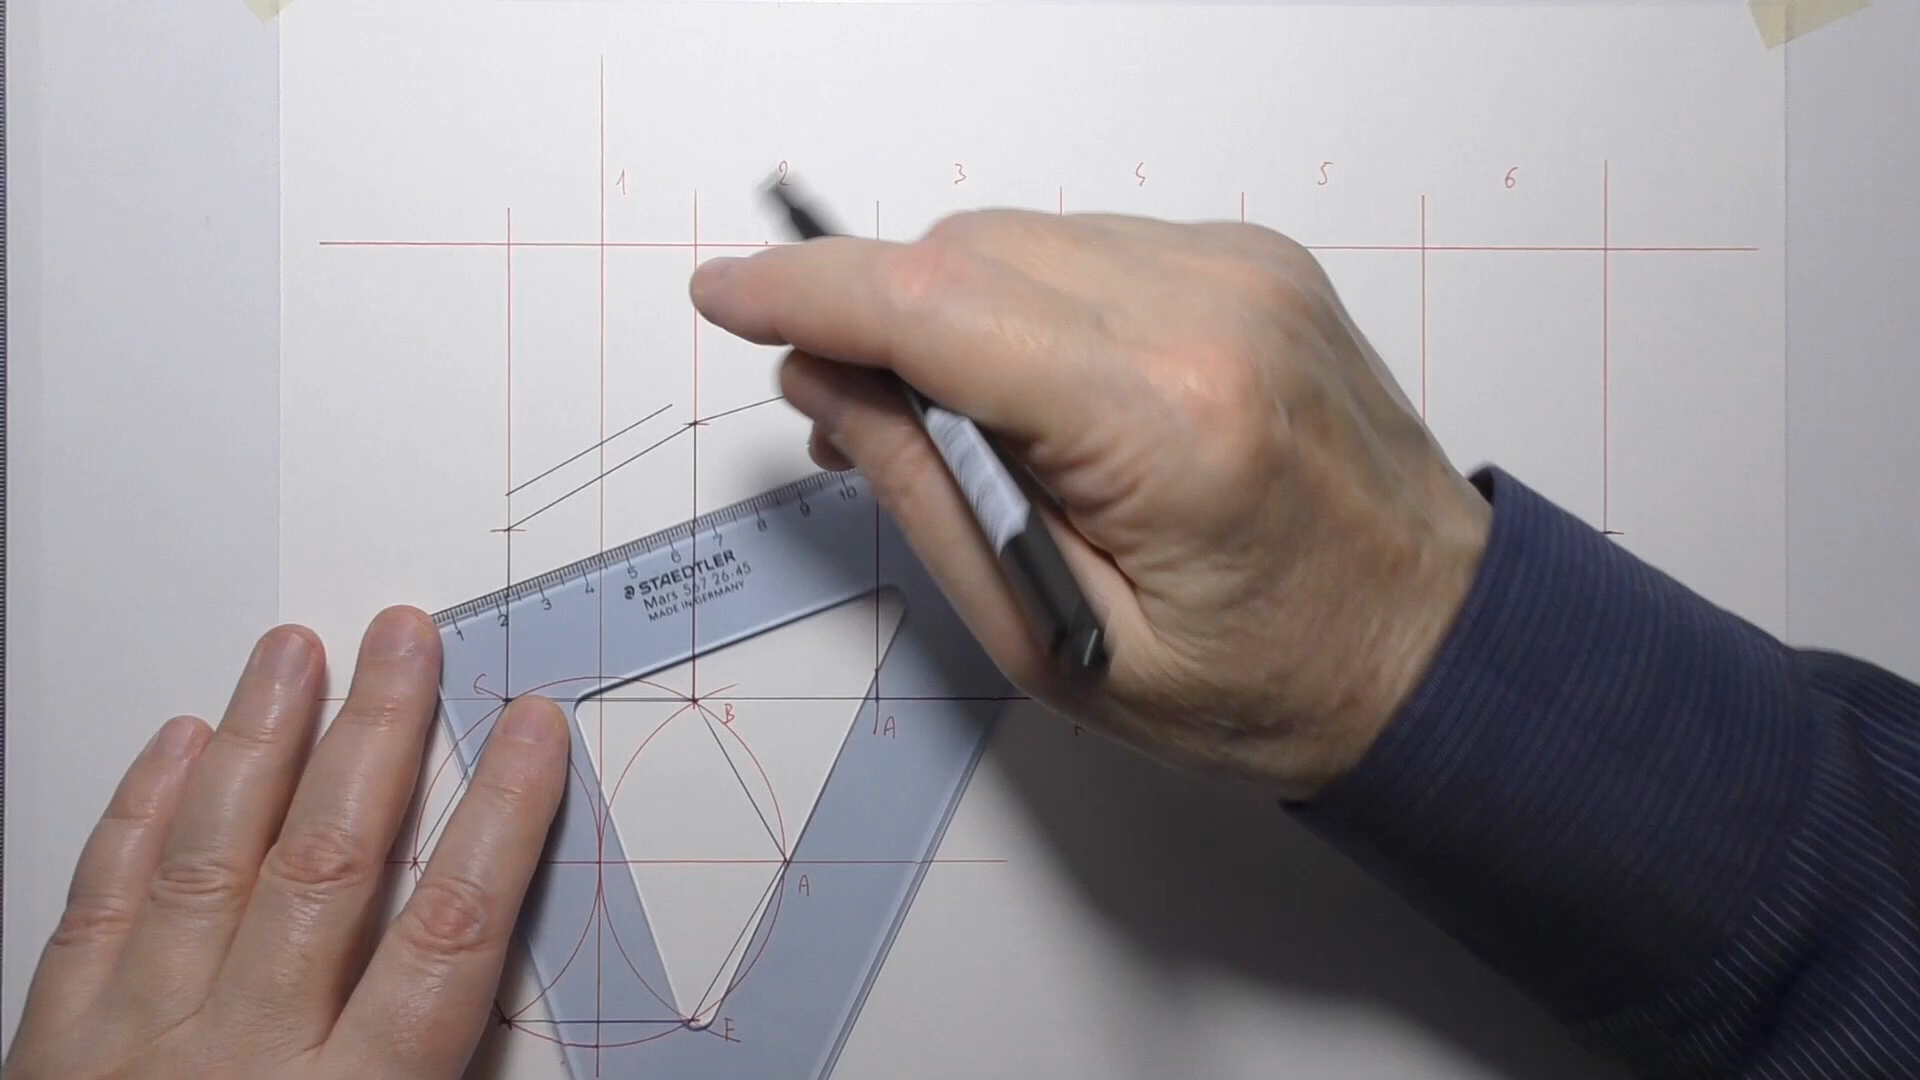 1 2 3 4 5 6
1 2 3 4 5 6 7 8 9 10
STAEDTLER
Mars 567 26-45
MADE IN GERMANY
B
A
A
E